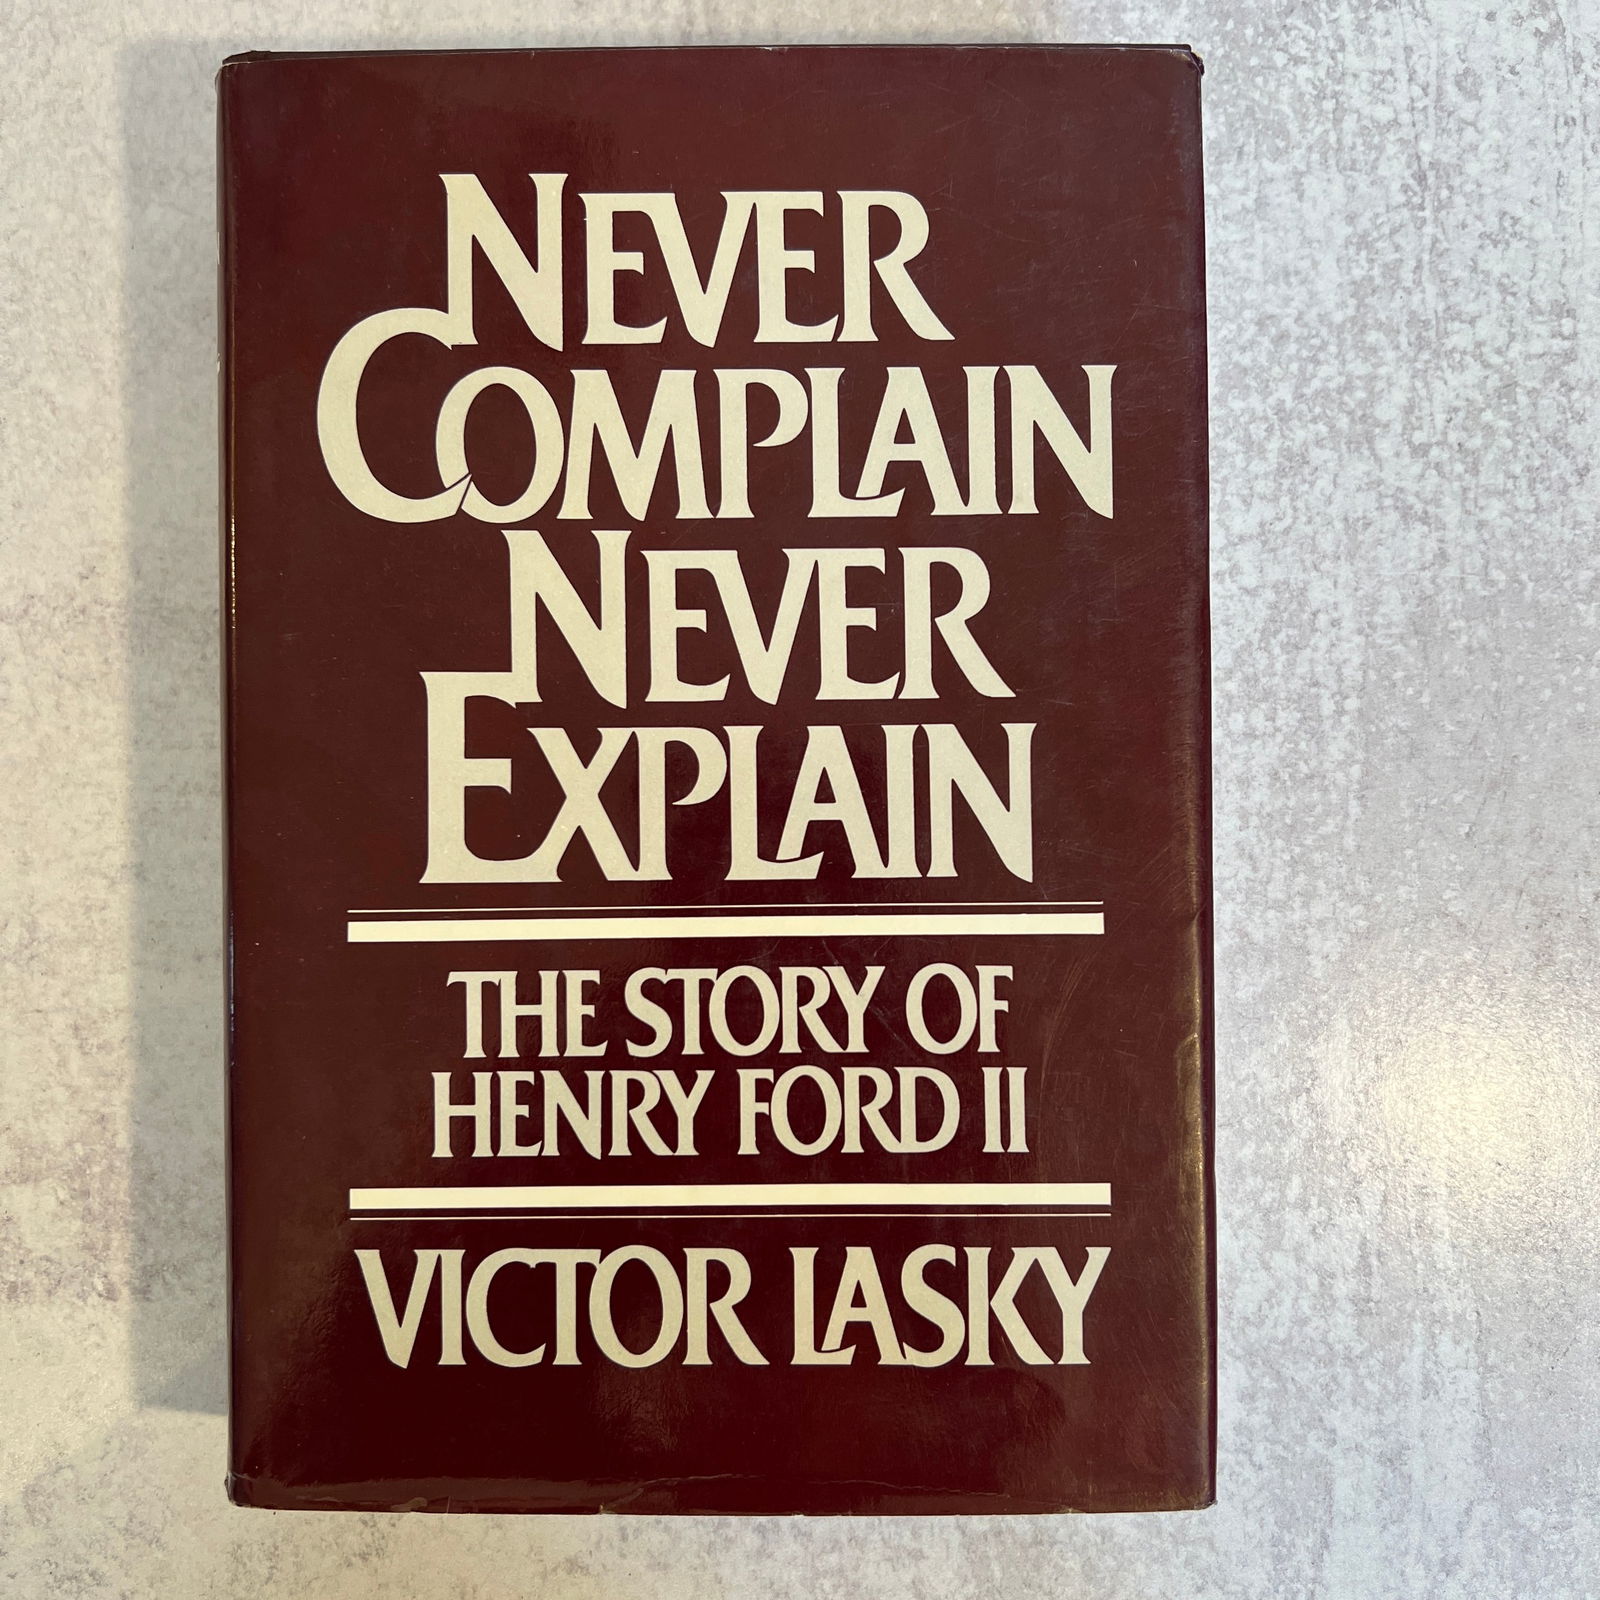 NEVER
COMPLAIN
NEVER
EXPLAIN
THE STORY OF
HENRY FORD II
VICTOR LASKY